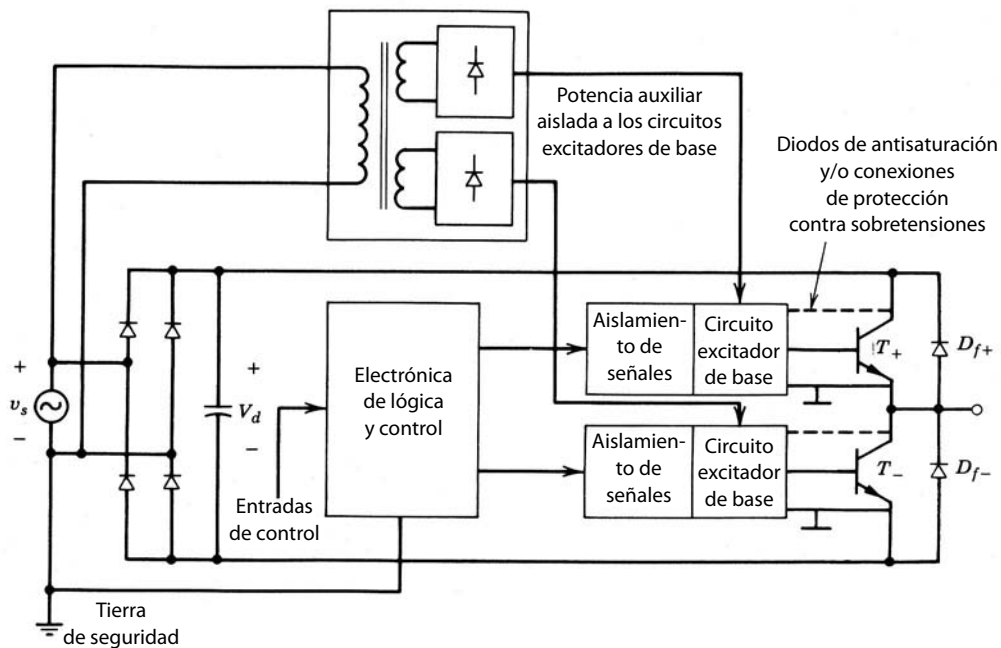 Potencia auxiliar
aislada a los circuitos
excitadores de base
Diodos de antisaturación
y/o conexiones
de protección
contra sobretensiones
+
v_s
−
+
V_d
−
Electrónica
de lógica
y control
Entradas
de control
Aislamien-
to de
señales
Circuito
excitador
de base
T_+
D_f+
Aislamien-
to de
señales
Circuito
excitador
de base
T_−
D_f−
Tierra
de seguridad